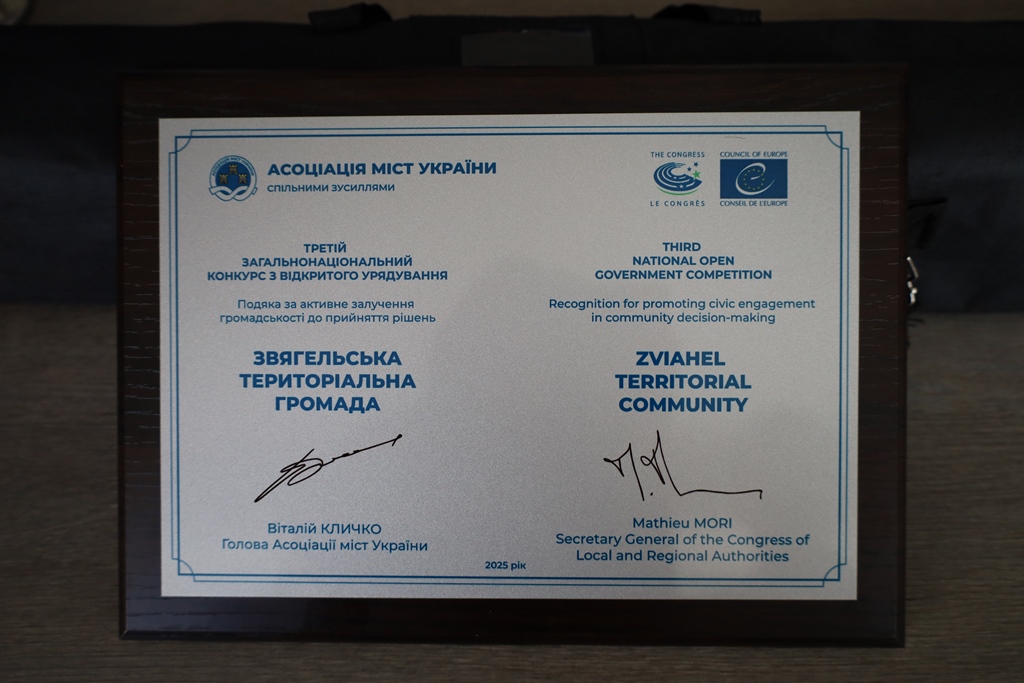 АСОЦІАЦІЯ МІСТ УКРАЇНИ
СПІЛЬНИМИ ЗУСИЛЛЯМИ
THE CONGRESS
LE CONGRÈS
COUNCIL OF EUROPE
CONSEIL DE L'EUROPE
ТРЕТІЙ
ЗАГАЛЬНОНАЦІОНАЛЬНИЙ
КОНКУРС З ВІДКРИТОГО УРЯДУВАННЯ
Подяка за активне залучення
громадськості до прийняття рішень
ЗВЯГЕЛЬСЬКА
ТЕРИТОРІАЛЬНА
ГРОМАДА
Віталій КЛИЧКО
Голова Асоціації міст України
THIRD
NATIONAL OPEN
GOVERNMENT COMPETITION
Recognition for promoting civic engagement
in community decision-making
ZVIAHEL
TERRITORIAL
COMMUNITY
Mathieu MORI
Secretary General of the Congress of
Local and Regional Authorities
2025 рік